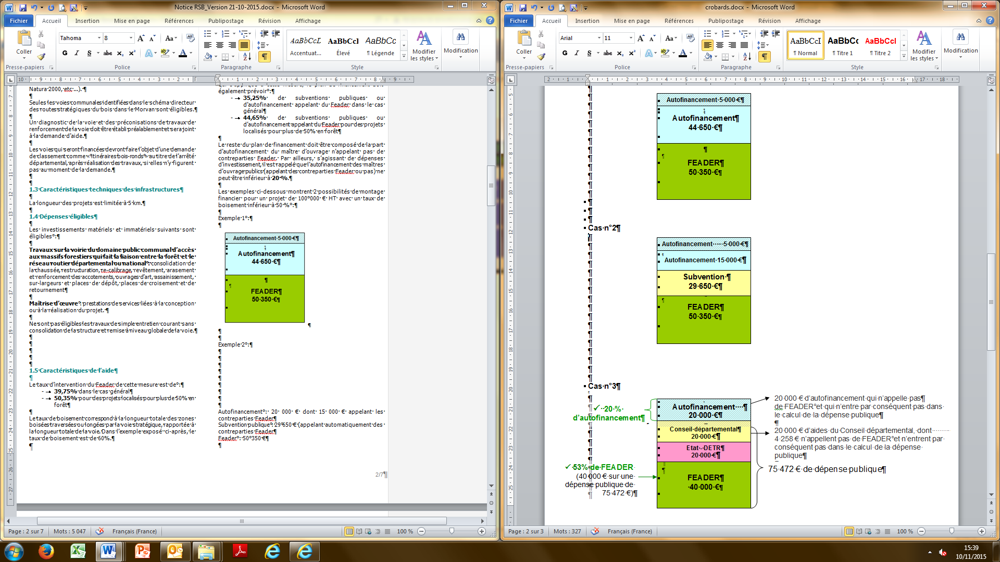 Notice RSB_Version 21-10-2015.docx - Microsoft Word
Fichier Accueil Insertion Mise en page Références Publipostage Révision Affichage
Coller
Tahoma 8
G I S abc x₂ x² A ab A
AaBbCcL AaBbCcI AaBbCc
Accentuat... Élevé ¶ Légende
Modifier les styles
Modification
Presse-papiers Police Paragraphe Style
Natura 2000, etc...). ¶
¶
Seules les voies communales identifiées dans le schéma directeur
des routes stratégiques du bois dans le Morvan sont éligibles.¶
¶
Un diagnostic de la voie et des préconisations de travaux de
renforcement de la voie doit être établi préalablement et sera joint
à la demande d'aide.¶
¶
Les voies qui seront financées devront faire l'objet d'une demande
de classement comme «°itinéraires bois-ronds°» au titre de l'arrêté
départemental, après réalisation des travaux, si elles n'y figurent
pas au moment de la demande.¶
¶
¶
1.3 Caractéristiques techniques des infrastructures¶
¶
La longueur des projets est limitée à 5 km.¶
¶
1.4 Dépenses éligibles¶
¶
Les investissements matériels et immatériels suivants sont
éligibles°:¶
¶
Travaux sur la voirie du domaine public communal d'accès
aux massifs forestiers qui fait la liaison entre la forêt et le
réseau routier départemental ou national°: consolidation de
la chaussée, restructuration, re-calibrage, revêtement, arasement
et renforcement des accotements, ouvrages d'art, assainissement,
sur-largeurs et places de dépôt, places de croisement et de
retournement¶
¶
Maîtrise d'œuvre°: prestations de services liées à la conception
ou à la réalisation du projet. ¶
¶
Ne sont pas éligibles les travaux de simple entretien courant sans
consolidation de la structure et remise à niveau globale de la voie.¶
¶
¶
¶
¶
¶
1.5 Caractéristiques de l'aide¶
¶
Le taux d'intervention du Feader de cette mesure est de°:¶
- → 39,75% dans le cas général¶
- → 50,35% pour des projets localisés pour plus de 50% en
forêt¶
¶
Le taux de boisement correspond à la longueur totale des zones
boisées traversées ou longées par la voie stratégique, rapportée à
la longueur totale de la voie. Dans l'exemple exposé ci-après, le
taux de boisement est de 60%.¶
¶
également prévoir°:¶
- → 35,25% de subventions publiques ou
d'autofinancement appelant du Feader dans le cas
général¶
- → 44,65% de subventions publiques ou
d'autofinancement appelant du Feader pour des projets
localisés pour plus de 50% en forêt¶
¶
Le reste du plan de financement doit être composé de la part
d'autofinancement du maître d'ouvrage n'appelant pas de
contreparties Feader. Par ailleurs, s'agissant de dépenses
d'investissement, il est rappelé que l'autofinancement des maîtres
d'ouvrage publics (appelant des contreparties Feader ou pas) ne
peut être inférieur à 20 %.¶
¶
Les exemples ci-dessous montrent 2 possibilités de montage
financier pour un projet de 100°000 € HT avec un taux de
boisement inférieur à 50 %°:¶
¶
Exemple 1°:¶
¶
Autofinancement 5 000 €¶
Autofinancement¶
44 650 €¶
¶
FEADER¶
50 350 €¶
¶
¶
¶
Exemple 2°:¶
¶
¶
¶
¶
¶
¶
¶
¶
¶
Autofinancement°: 20 000 € dont 15 000 € appelant les
contreparties Feader¶
Subvention publique°: 29°650 € (appelant automatiquement des
contreparties Feader¶
Feader°: 50°350 €¶
¶
2/7¶
Page : 2 sur 7 Mots : 5 047 Français (France) 100 %
crobards.docx - Microsoft Word
Fichier Accueil Insertion Mise en page Références Publipostage Révision Affichage
Coller
Arial 11
G I S abc x₂ x² A ab A
AaBbCcI AaBbCc AaBbCcI
¶ Normal ¶ Titre 1 ¶ Titre 2
Modifier les styles
Modification
Presse-papiers Police Paragraphe Style
Autofinancement 5 000 €¶
Autofinancement¶
44 650 €¶
¶
FEADER¶
50 350 €¶
Cas n°2¶
Autofinancement 5 000 €¶
Autofinancement 15 000 €¶
Subvention ¶
29 650 €¶
FEADER¶
50 350 €¶
Cas n°3¶
✓ 20 %
d'autofinancement¶
Autofinancement ¶
20 000 €¶
Conseil départemental¶
20 000 €¶
Etat - DETR¶
20 000 €¶
FEADER¶
40 000 €¶
✓ 53% de FEADER
(40 000 € sur une
dépense publique de
75 472 €)¶
20 000 € d'autofinancement qui n'appelle pas¶
de FEADER°et qui n'entre par conséquent pas dans
le calcul de la dépense publique¶
¶
20 000 € d'aides du Conseil départemental, dont
4 258 € n'appellent pas de FEADER°et n'entrent par
conséquent pas dans le calcul de la dépense
publique¶
75 472 € de dépense publique¶
Page : 2 sur 3 Mots : 327 Français (France) 100 %
15:39
10/11/2015